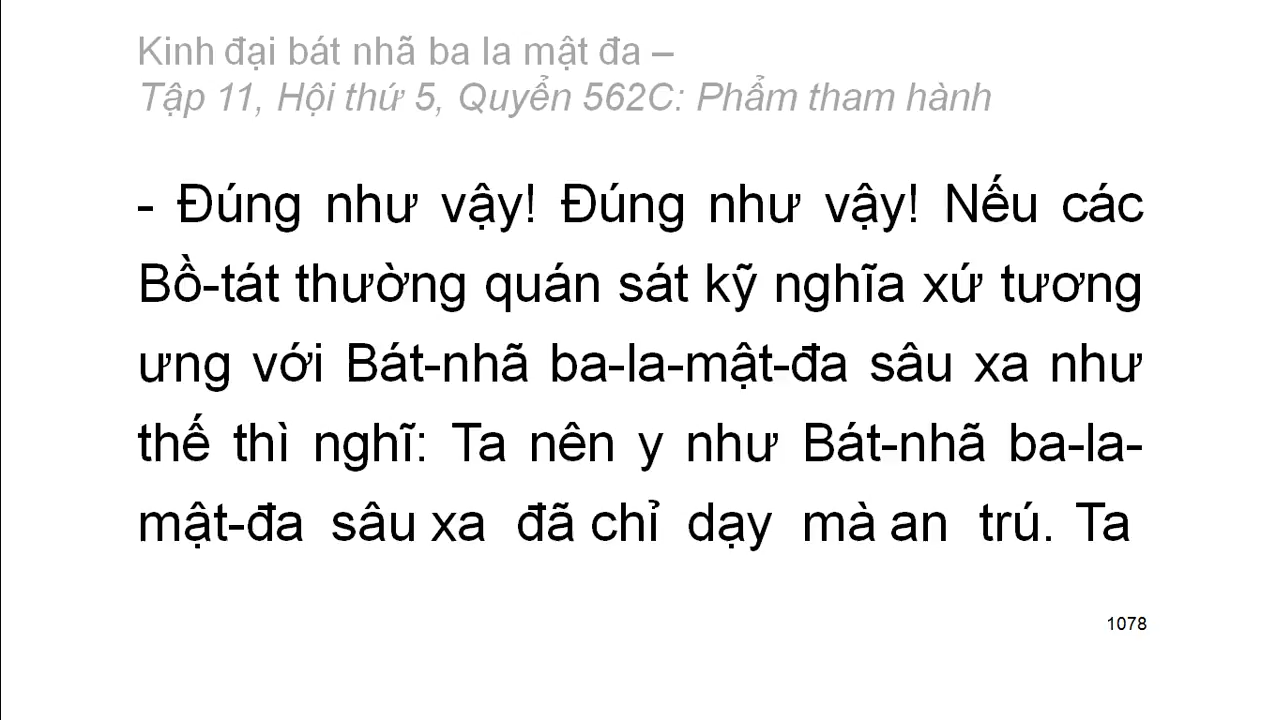 Kinh đại bát nhã ba la mật đa –
Tập 11, Hội thứ 5, Quyển 562C: Phẩm tham hành
- Đúng như vậy! Đúng như vậy! Nếu các
Bồ-tát thường quán sát kỹ nghĩa xứ tương
ưng với Bát-nhã ba-la-mật-đa sâu xa như
thế thì nghĩ: Ta nên y như Bát-nhã ba-la-
mật-đa sâu xa đã chỉ dạy mà an trú. Ta
1078